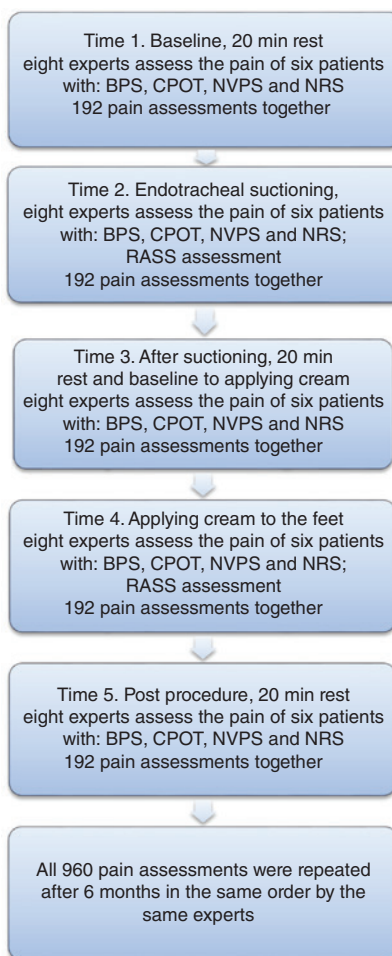 Time 1. Baseline, 20 min rest
eight experts assess the pain of six patients
with: BPS, CPOT, NVPS and NRS
192 pain assessments together
Time 2. Endotracheal suctioning,
eight experts assess the pain of six patients
with: BPS, CPOT, NVPS and NRS;
RASS assessment
192 pain assessments together
Time 3. After suctioning, 20 min
rest and baseline to applying cream
eight experts assess the pain of six patients
with: BPS, CPOT, NVPS and NRS
192 pain assessments together
Time 4. Applying cream to the feet
eight experts assess the pain of six patients
with: BPS, CPOT, NVPS and NRS;
RASS assessment
192 pain assessments together
Time 5. Post procedure, 20 min rest
eight experts assess the pain of six patients
with: BPS, CPOT, NVPS and NRS
192 pain assessments together
All 960 pain assessments were repeated
after 6 months in the same order by the
same experts